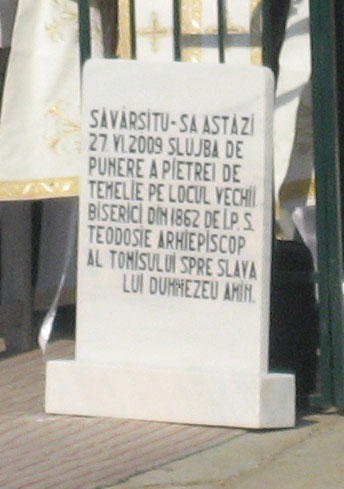 SĂVÂRŞITU-SA ASTĂZI
27.VI.2009 SLUJBA DE
PUNERE A PIETREI DE
TEMELIE PE LOCUL VECHII
BISERICI DIN 1862 DE Î.P.S.
TEODOSIE ARHIEPISCOP
AL TOMISULUI SPRE SLAVA
LUI DUMNEZEU AMIN.